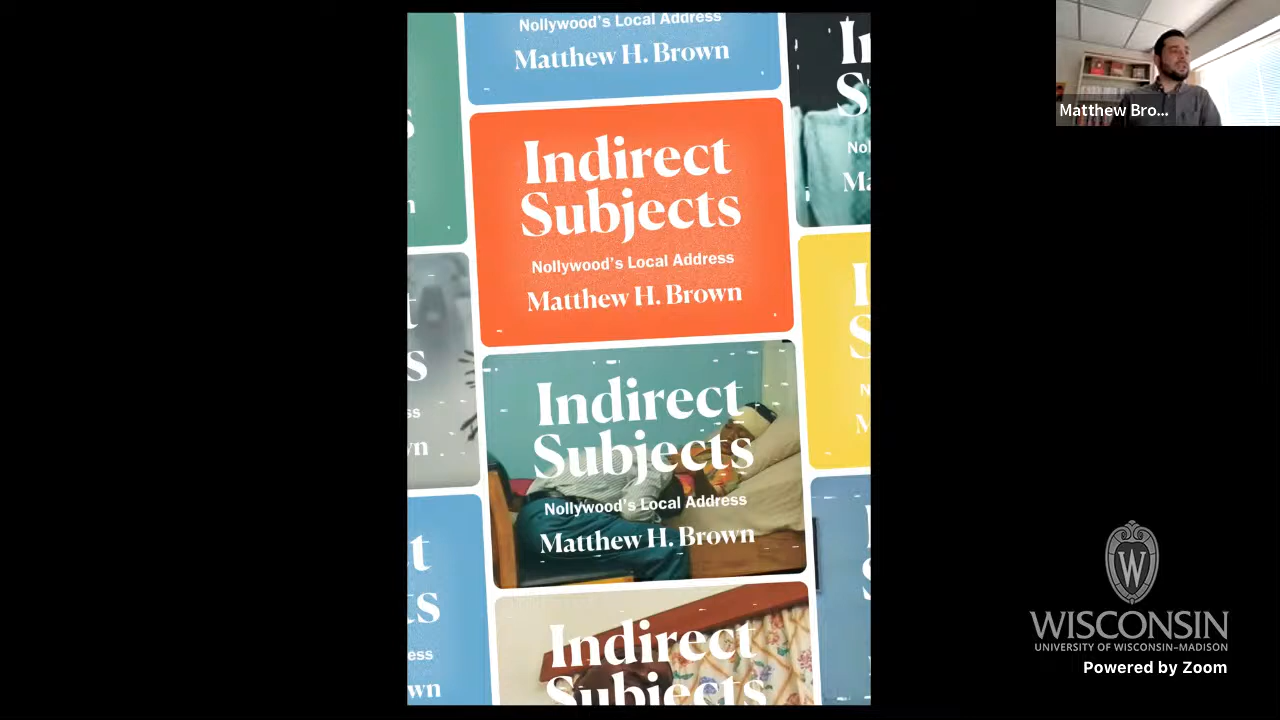 Nollywood's Local Address
Matthew H. Brown
Indirect
Subjects
Nollywood's Local Address
Matthew H. Brown
Indirect
Subjects
Nollywood's Local Address
Matthew H. Brown
Indirect
Subjects
Matthew Bro...
W
WISCONSIN
UNIVERSITY OF WISCONSIN–MADISON
Powered by Zoom